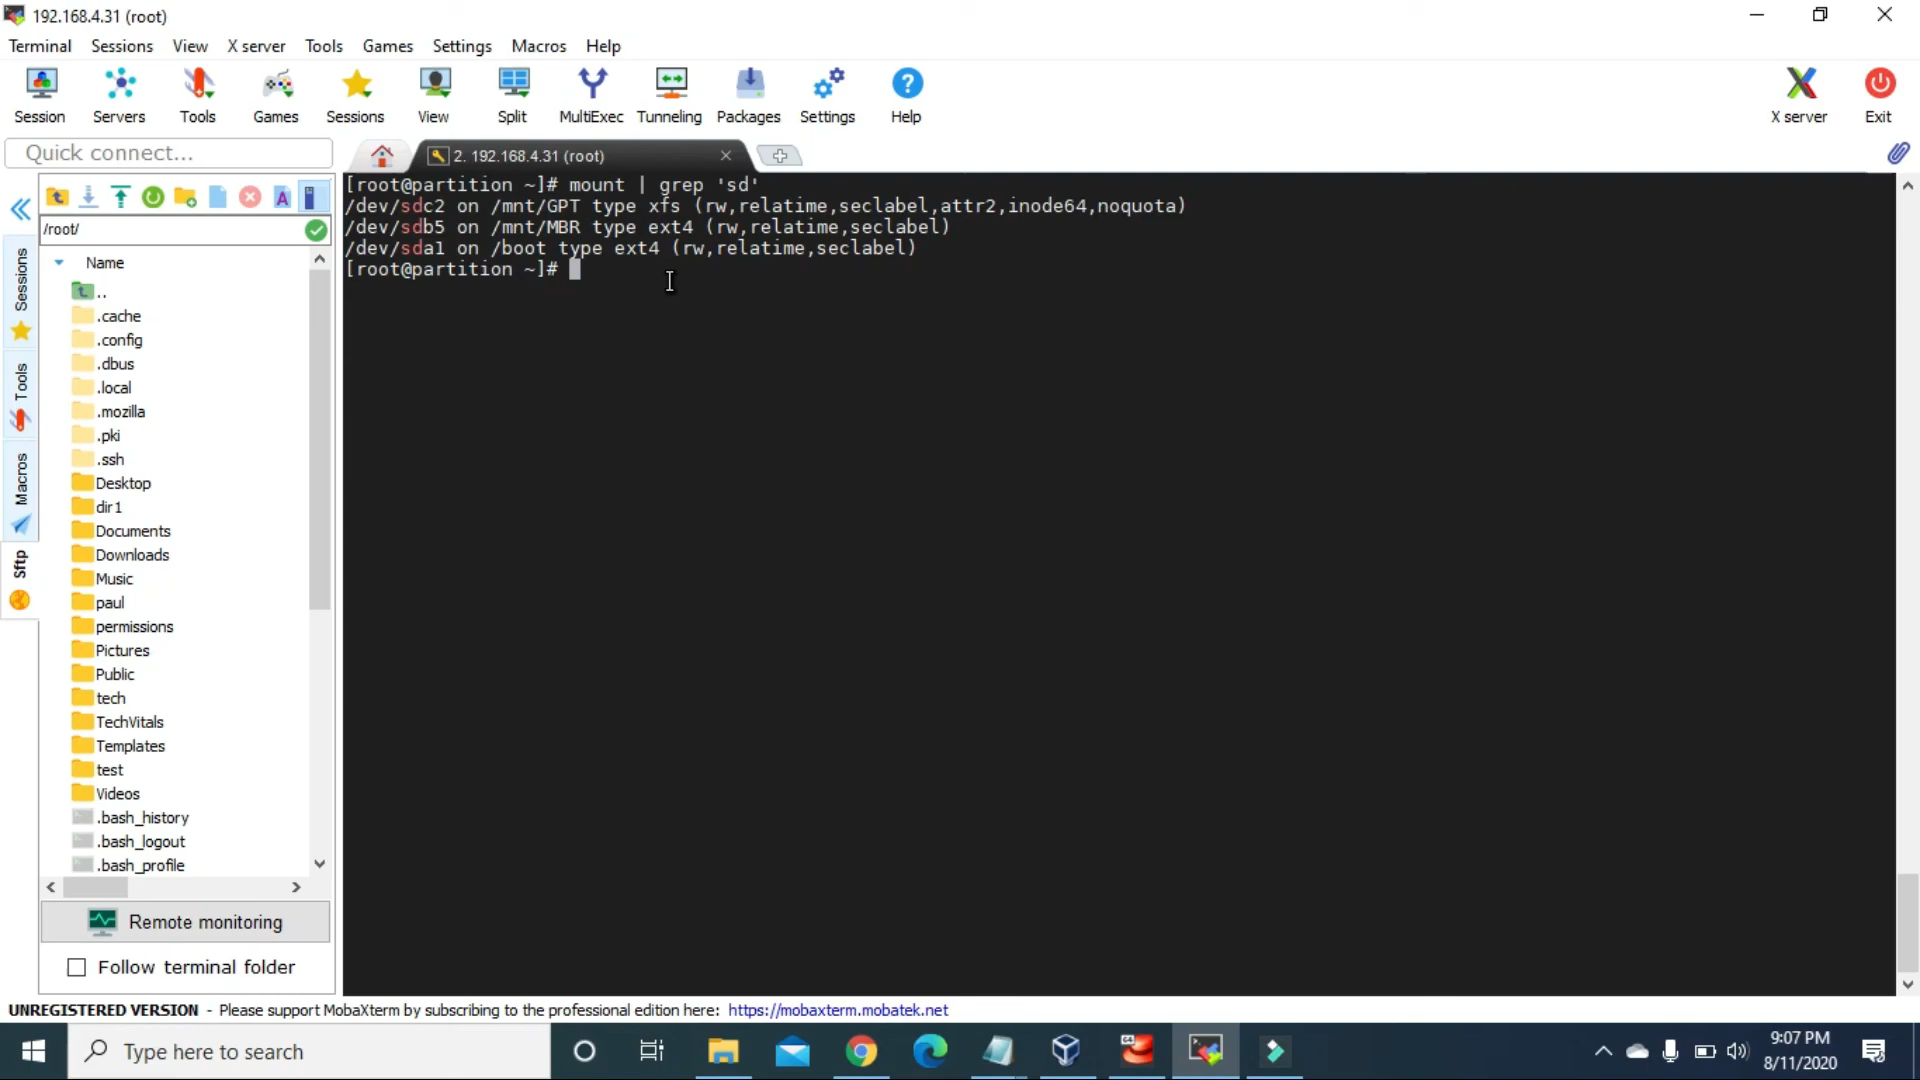 192.168.4.31 (root)
Terminal Sessions View X server Tools Games Settings Macros Help
Session Servers Tools Games Sessions View Split MultiExec Tunneling Packages Settings Help X server Exit
Quick connect...
2. 192.168.4.31 (root)
/root/
Name
..
.cache
.config
.dbus
.local
.mozilla
.pki
.ssh
Desktop
dir1
Documents
Downloads
Music
paul
permissions
Pictures
Public
tech
TechVitals
Templates
test
Videos
.bash_history
.bash_logout
.bash_profile
Sessions
Tools
Macros
Sftp
Remote monitoring
Follow terminal folder
[root@partition ~]# mount | grep 'sd'
/dev/sdc2 on /mnt/GPT type xfs (rw,relatime,seclabel,attr2,inode64,noquota)
/dev/sdb5 on /mnt/MBR type ext4 (rw,relatime,seclabel)
/dev/sda1 on /boot type ext4 (rw,relatime,seclabel)
[root@partition ~]#
UNREGISTERED VERSION - Please support MobaXterm by subscribing to the professional edition here: https://mobaxterm.mobatek.net
Type here to search
9:07 PM
8/11/2020